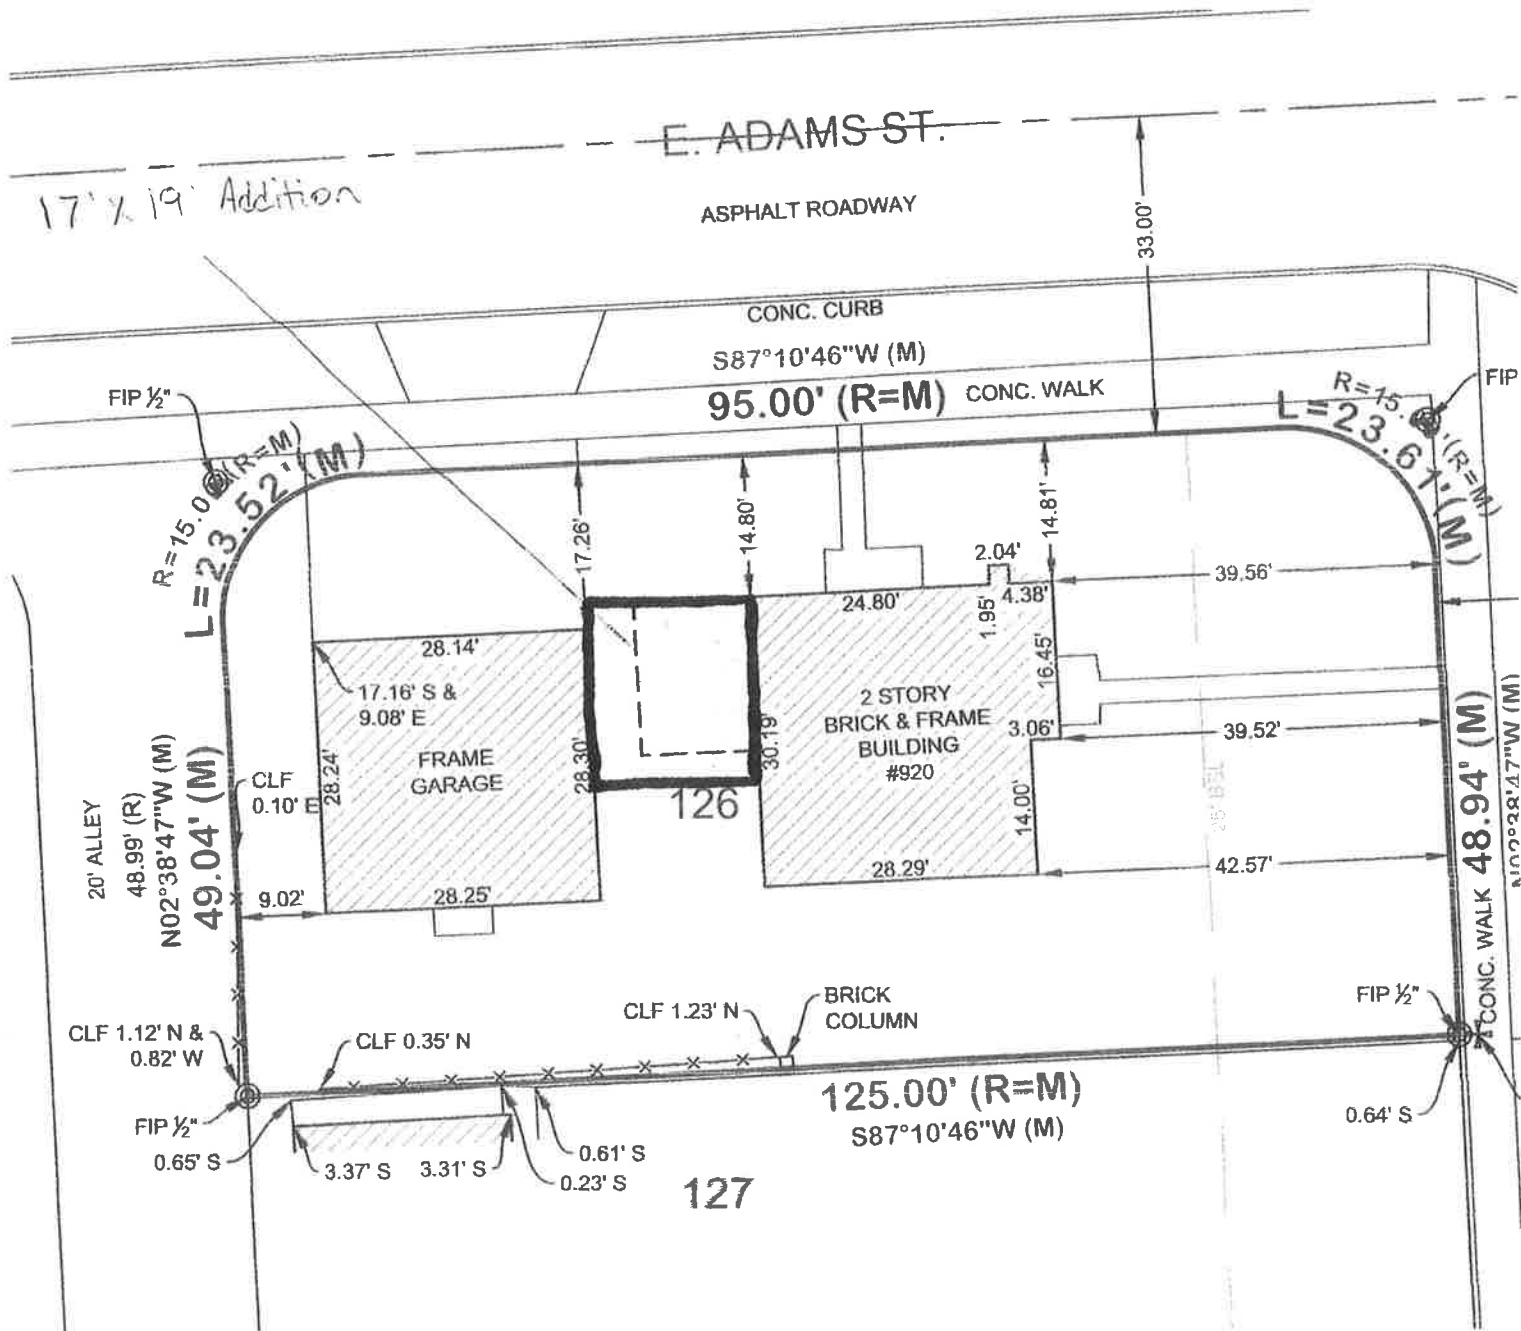 E. ADAMS ST.
17' X 19' Addition
ASPHALT ROADWAY
33.00'
CONC. CURB
S87°10'46"W (M)
95.00' (R=M)
CONC. WALK
FIP ½"
FIP
R=15.0 '(R=M)
L=23.52'(M)
R=15. '(R=M)
L=23.61'(M)
17.26'
14.80'
14.81'
2.04'
39.56'
24.80'
1.95'
4.38'
28.14'
16.45'
17.16' S &
9.08' E
2 STORY
BRICK & FRAME
BUILDING
#920
3.06'
39.52'
30.19'
28.24'
FRAME
GARAGE
28.30'
126
CLF
0.10' E
20' ALLEY
48.99' (R)
N02°38'47"W (M)
49.04' (M)
14.00'
25' BSL
48.94' (M)
N02°38'47"W (M)
CONC. WALK
28.29'
42.57'
9.02'
28.25'
CLF 1.12' N &
0.82' W
CLF 0.35' N
CLF 1.23' N
BRICK
COLUMN
FIP ½"
125.00' (R=M)
S87°10'46"W (M)
FIP ½"
0.65' S
3.37' S
3.31' S
0.61' S
0.23' S
0.64' S
127